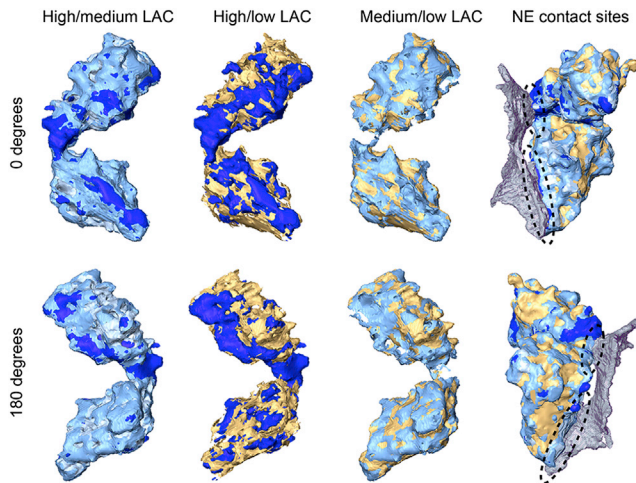 High/medium LAC
High/low LAC
Medium/low LAC
NE contact sites
0 degrees
180 degrees